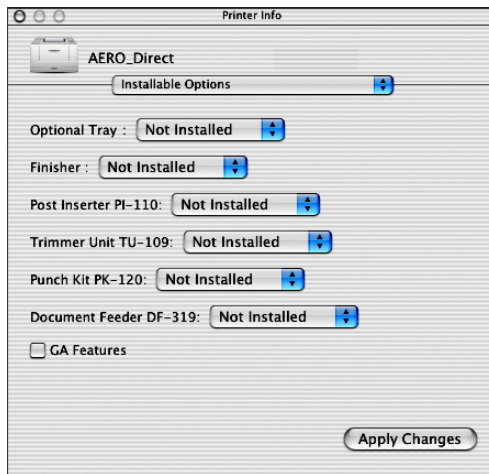 Printer Info
AERO_Direct
Installable Options
Optional Tray : Not Installed
Finisher : Not Installed
Post Inserter PI-110: Not Installed
Trimmer Unit TU-109: Not Installed
Punch Kit PK-120: Not Installed
Document Feeder DF-319: Not Installed
GA Features
Apply Changes